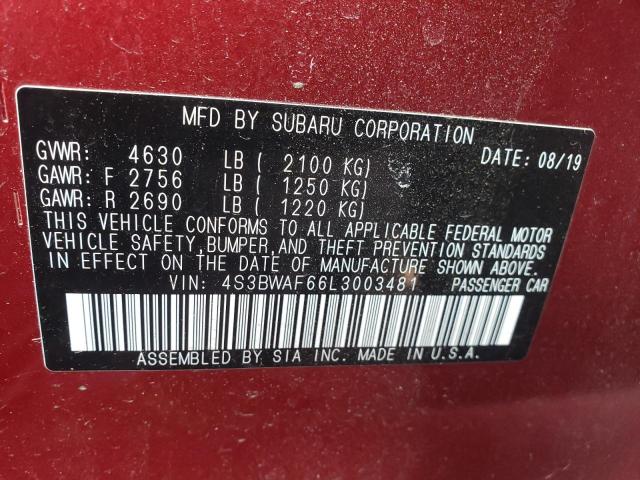 MFD BY SUBARU CORPORATION
GVWR: 4630 LB ( 2100 KG) DATE: 08/19
GAWR: F 2756 LB ( 1250 KG)
GAWR: R 2690 LB ( 1220 KG)
THIS VEHICLE CONFORMS TO ALL APPLICABLE FEDERAL MOTOR
VEHICLE SAFETY, BUMPER, AND THEFT PREVENTION STANDARDS
IN EFFECT ON THE DATE OF MANUFACTURE SHOWN ABOVE.
VIN: 4S3BWAF66L3003481 PASSENGER CAR
ASSEMBLED BY SIA INC. MADE IN U.S.A.